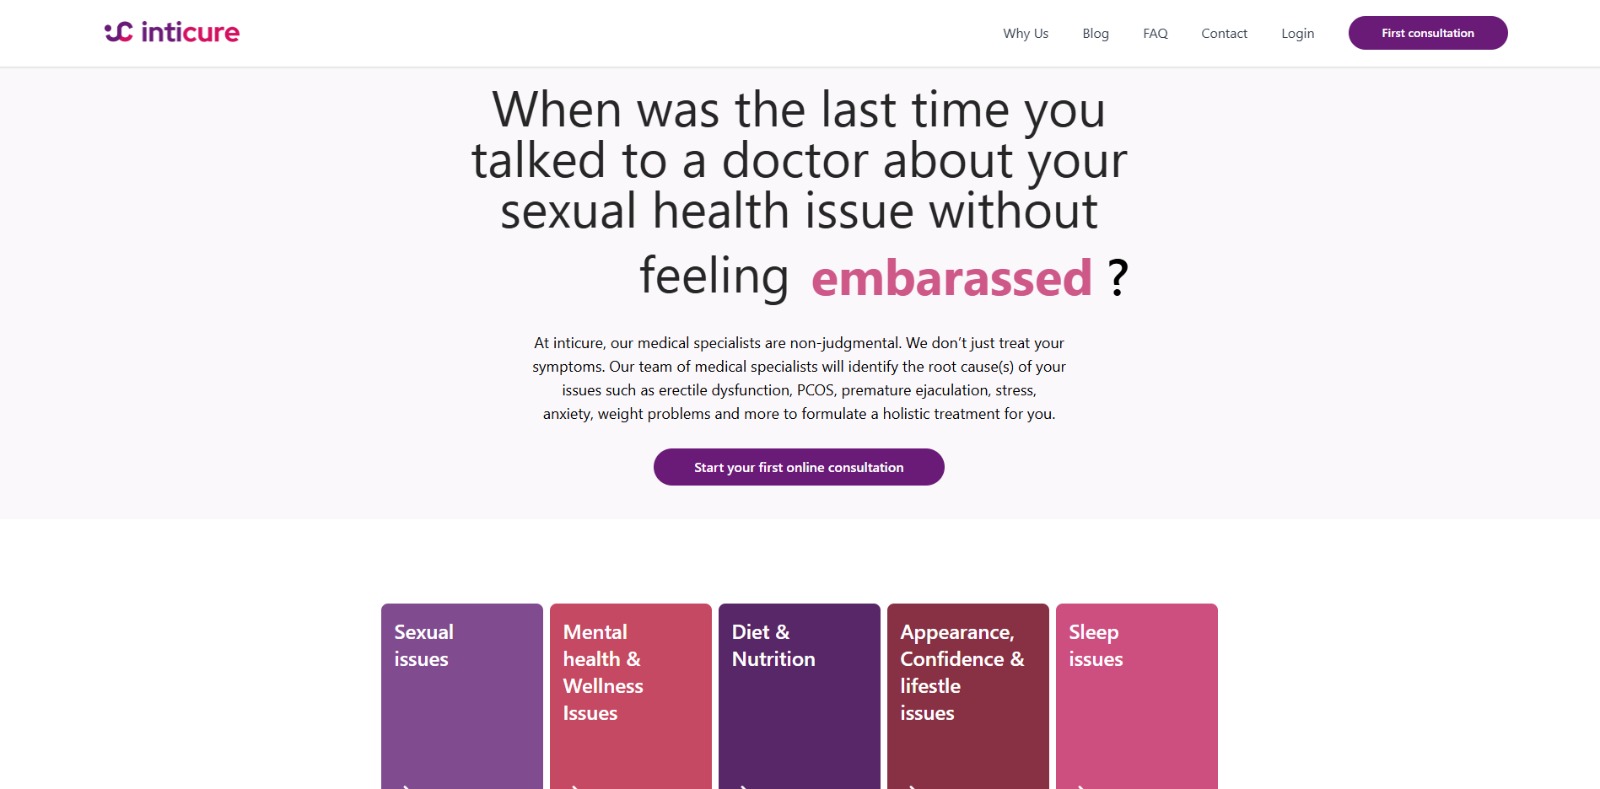 inticure
Why Us
Blog
FAQ
Contact
Login
First consultation
When was the last time you
talked to a doctor about your
sexual health issue without
feeling embarassed ?
At inticure, our medical specialists are non-judgmental. We don’t just treat your
symptoms. Our team of medical specialists will identify the root cause(s) of your
issues such as erectile dysfunction, PCOS, premature ejaculation, stress,
anxiety, weight problems and more to formulate a holistic treatment for you.
Start your first online consultation
Sexual
issues
Mental
health &
Wellness
Issues
Diet &
Nutrition
Appearance,
Confidence &
lifestle
issues
Sleep
issues